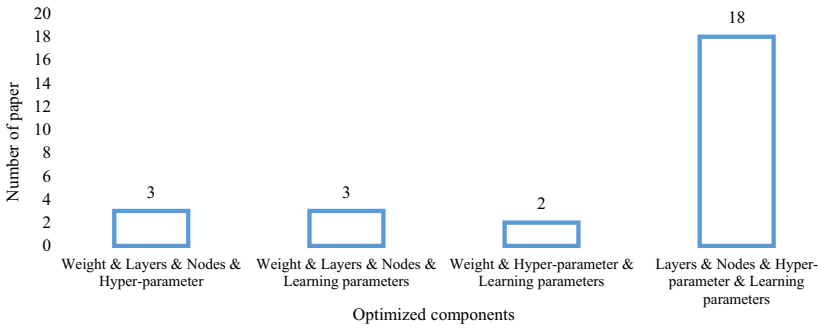 20
18
16
14
12
10
8
6
4
2
0
Number of paper
3
3
2
18
Weight & Layers & Nodes &
Hyper-parameter
Weight & Layers & Nodes &
Learning parameters
Weight & Hyper-parameter &
Learning parameters
Layers & Nodes & Hyper-
parameter & Learning
parameters
Optimized components